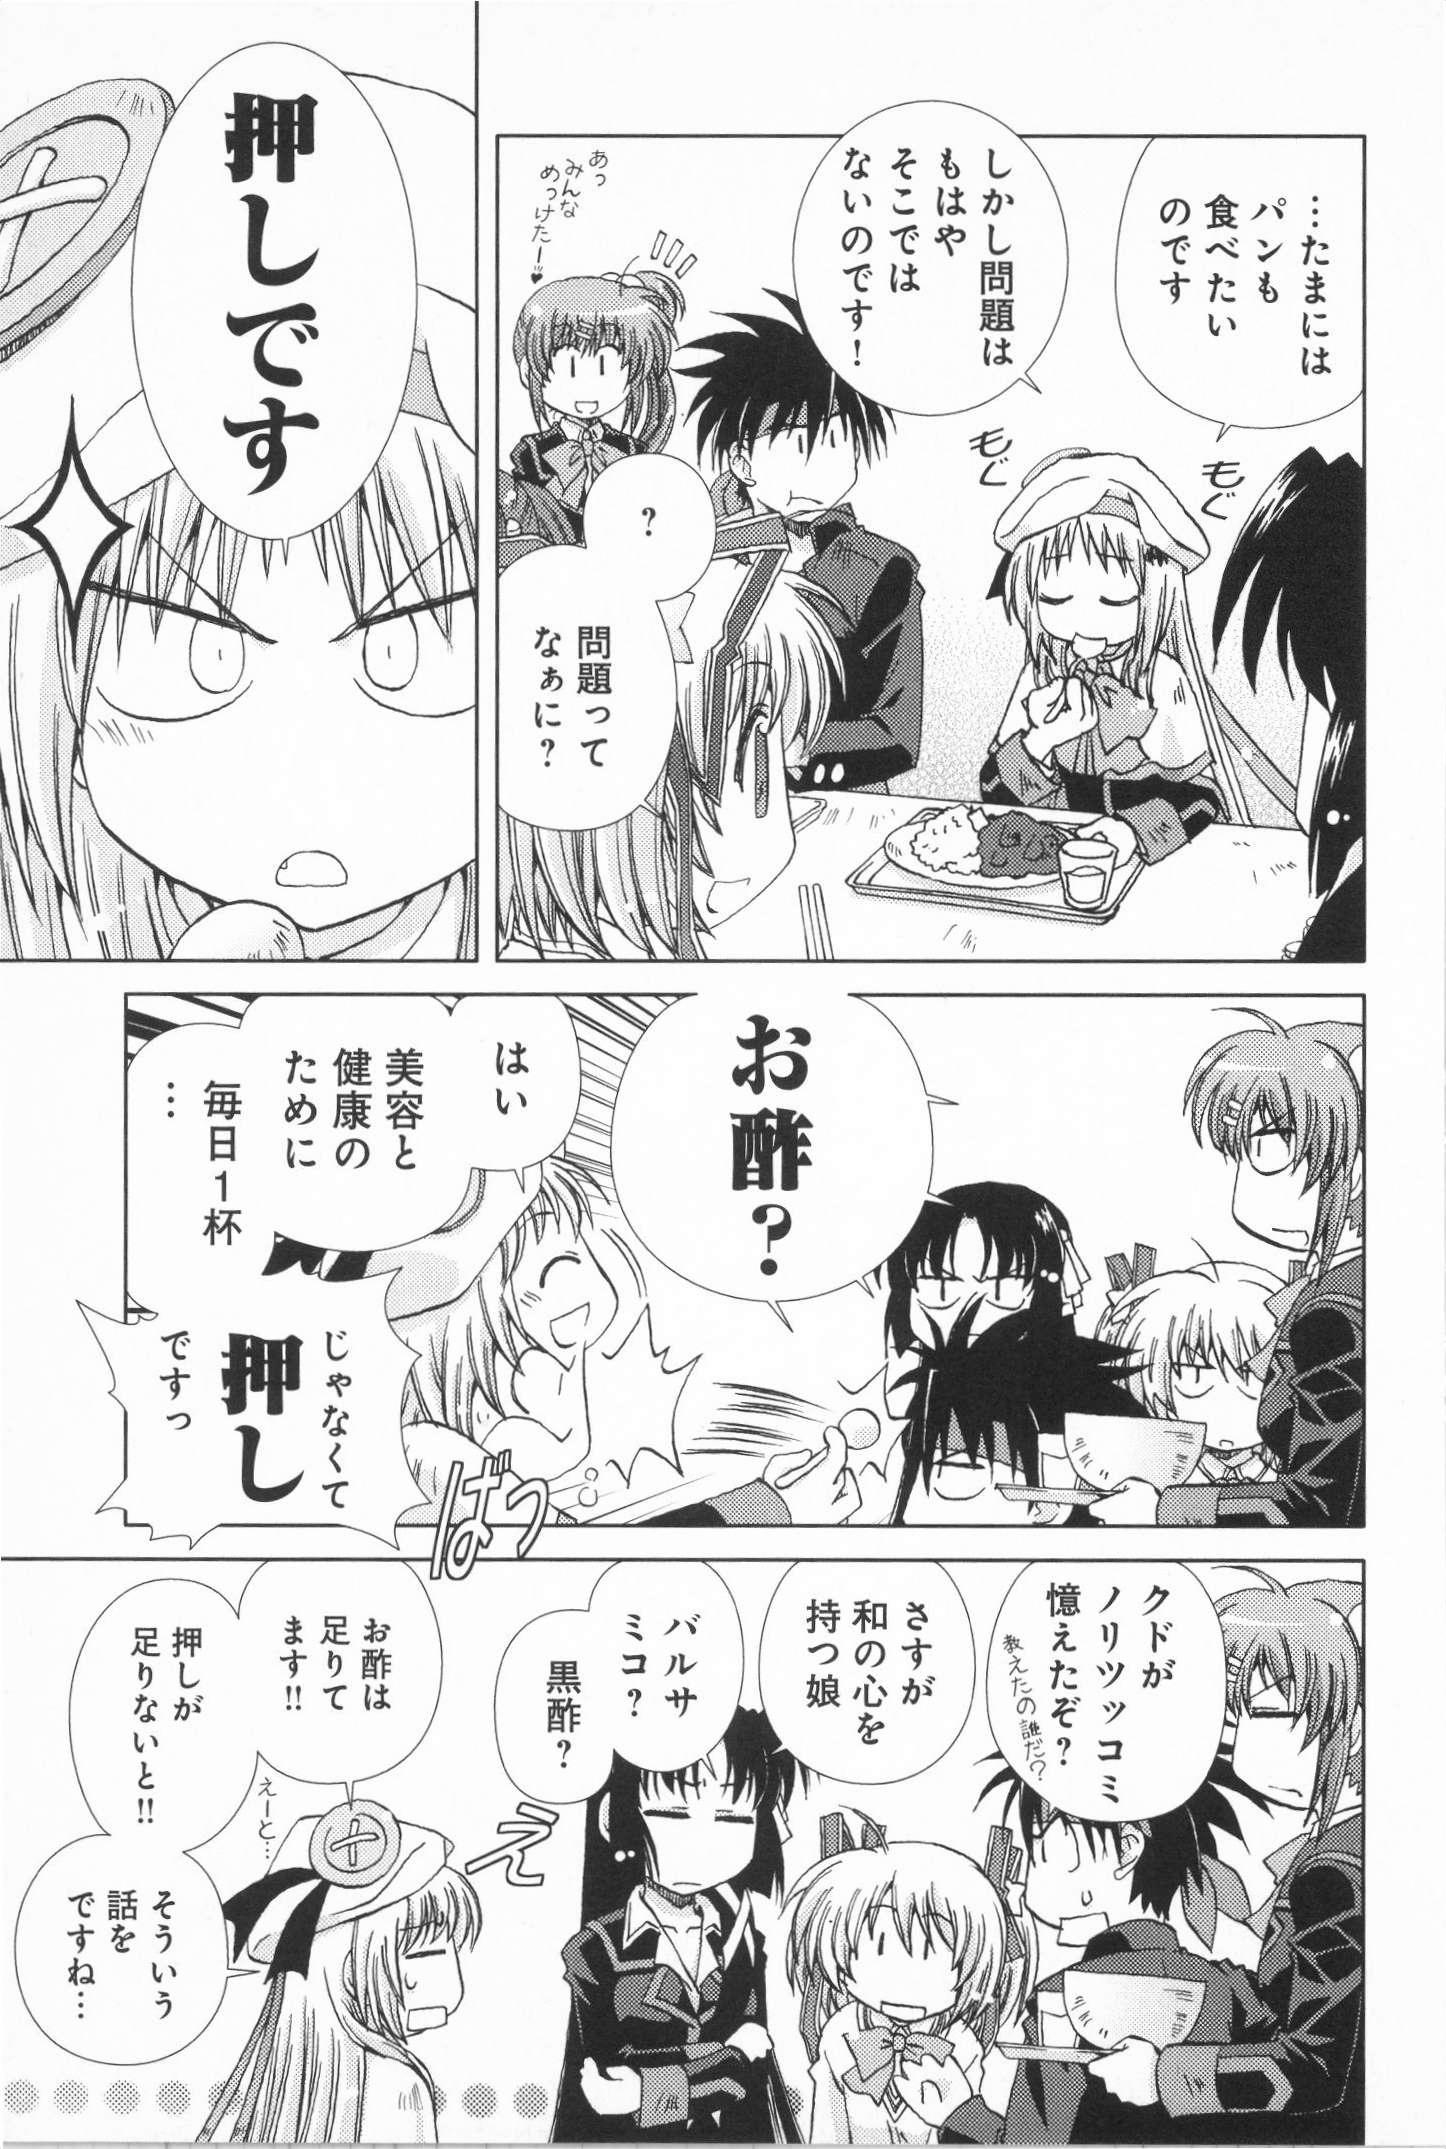 …たまには
パンも
食べたい
のです
もぐ
もぐ
しかし問題は
もはや
そこでは
ないのです！
あっ
みんな
めっけたー♥
？
問題って
なぁに？
押しです
お酢？
はい
美容と
健康の
ために
毎日1杯
…
じゃなくて
押し
ですっ
ばっ
クドが
ノリツッコミ
憶えたぞ？
教えたの誰だ？
さすが
和の心を
持つ娘
バルサ
ミコ？
黒酢？
え
お酢は
足りて
ます!!
押しが
足りないと!!
えーと…
そういう
話を
ですね…